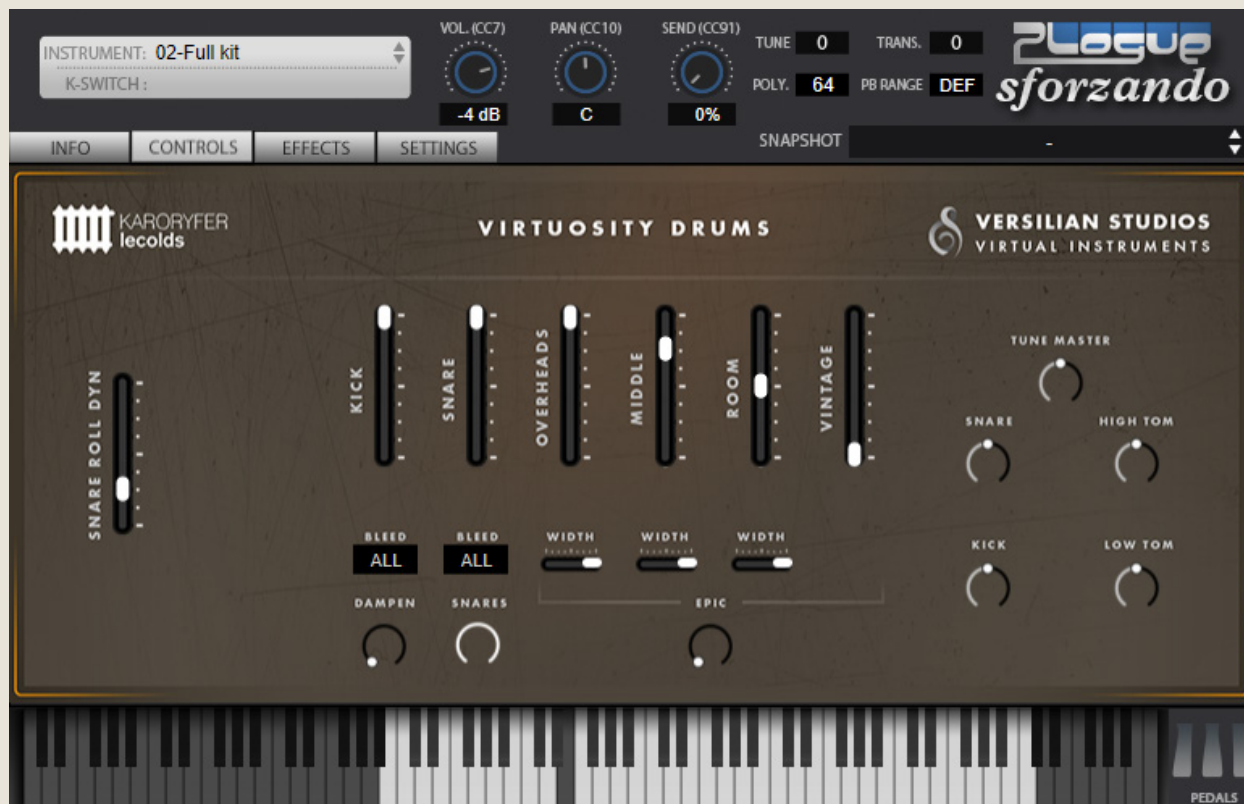 INSTRUMENT: 02-Full kit
K-SWITCH :
VOL. (CC7)
-4 dB
PAN (CC10)
C
SEND (CC91)
0%
TUNE 0
TRANS. 0
POLY. 64
PB RANGE DEF
Plogue
sforzando
INFO
CONTROLS
EFFECTS
SETTINGS
SNAPSHOT -
KARORYFER
lecolds
VIRTUOSITY DRUMS
VERSILIAN STUDIOS
VIRTUAL INSTRUMENTS
SNARE ROLL DYN
KICK
SNARE
OVERHEADS
MIDDLE
ROOM
VINTAGE
TUNE MASTER
SNARE
HIGH TOM
KICK
LOW TOM
BLEED
ALL
BLEED
ALL
WIDTH
WIDTH
WIDTH
DAMPEN
SNARES
EPIC
PEDALS